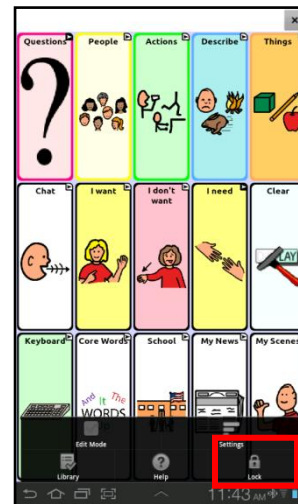 ×
Questions People Actions Describe Things
Chat I want I don't want I need Clear
PLAY
Keyboard Core Words School My News My Scenes
And It The
WORDS
Edit Mode Settings
Library ? Help Lock
11:43 AM